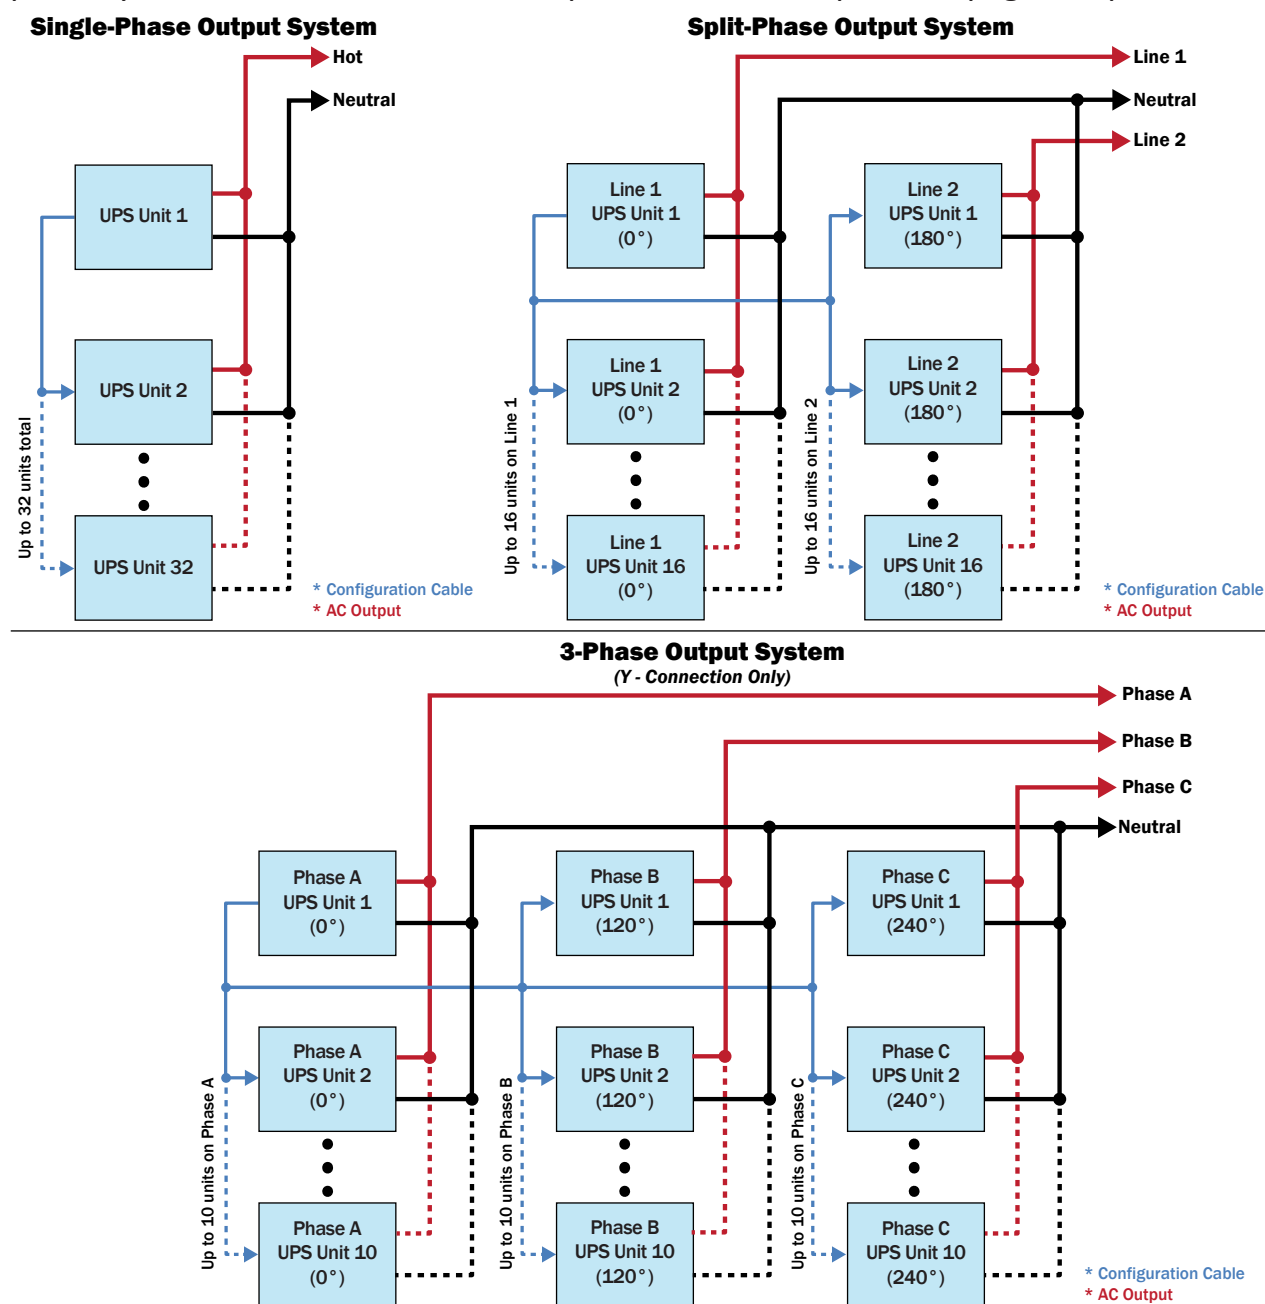 Single-Phase Output System
Hot
Neutral
UPS Unit 1
UPS Unit 2
Up to 32 units total
UPS Unit 32
* Configuration Cable
* AC Output
Split-Phase Output System
Line 1
Neutral
Line 2
Line 1
UPS Unit 1
(0°)
Line 2
UPS Unit 1
(180°)
Line 1
UPS Unit 2
(0°)
Line 2
UPS Unit 2
(180°)
Up to 16 units on Line 1
Up to 16 units on Line 2
Line 1
UPS Unit 16
(0°)
Line 2
UPS Unit 16
(180°)
* Configuration Cable
* AC Output
3-Phase Output System
(Y - Connection Only)
Phase A
Phase B
Phase C
Neutral
Phase A
UPS Unit 1
(0°)
Phase B
UPS Unit 1
(120°)
Phase C
UPS Unit 1
(240°)
Phase A
UPS Unit 2
(0°)
Phase B
UPS Unit 2
(120°)
Phase C
UPS Unit 2
(240°)
Up to 10 units on Phase A
Up to 10 units on Phase B
Up to 10 units on Phase C
Phase A
UPS Unit 10
(0°)
Phase B
UPS Unit 10
(120°)
Phase C
UPS Unit 10
(240°)
* Configuration Cable
* AC Output